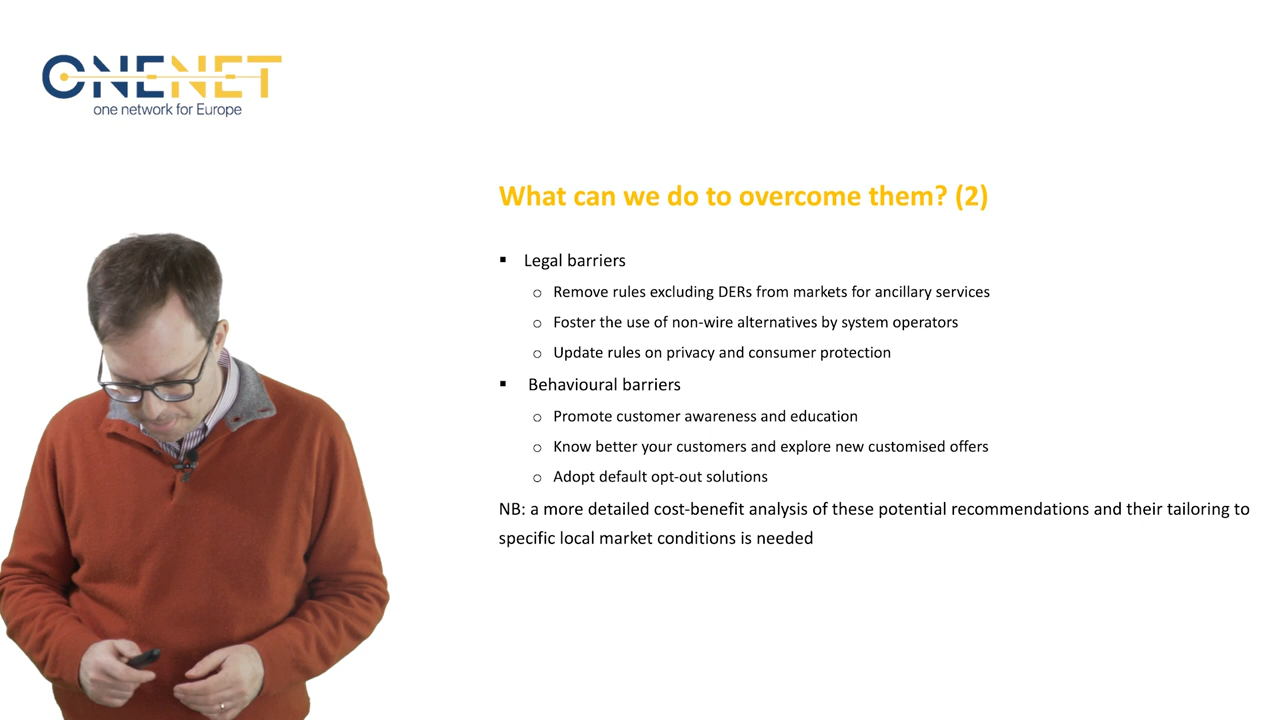 ONENET
one network for Europe
What can we do to overcome them? (2)
▪ Legal barriers
o Remove rules excluding DERs from markets for ancillary services
o Foster the use of non-wire alternatives by system operators
o Update rules on privacy and consumer protection
▪ Behavioural barriers
o Promote customer awareness and education
o Know better your customers and explore new customised offers
o Adopt default opt-out solutions
NB: a more detailed cost-benefit analysis of these potential recommendations and their tailoring to
specific local market conditions is needed